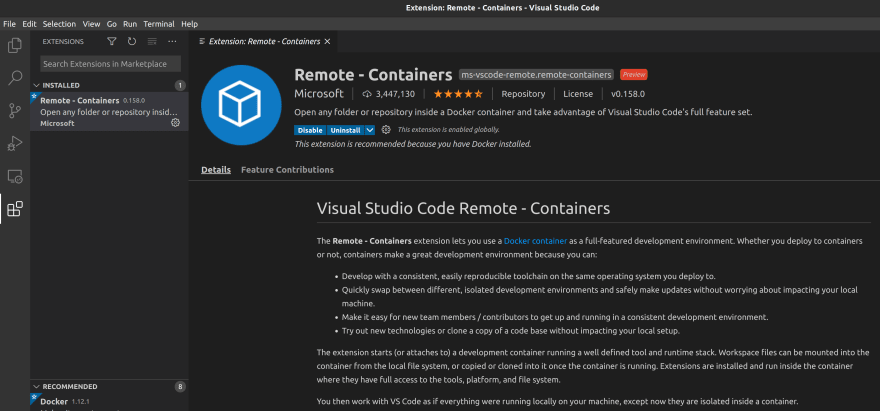 Extension: Remote - Containers - Visual Studio Code
File Edit Selection View Go Run Terminal Help
EXTENSIONS
Extension: Remote - Containers
Search Extensions in Marketplace
INSTALLED 1
Remote - Containers 0.158.0
Open any folder or repository insid...
Microsoft
Remote - Containers ms-vscode-remote.remote-containers Preview
Microsoft 3,447,130 Repository License v0.158.0
Open any folder or repository inside a Docker container and take advantage of Visual Studio Code's full feature set.
Disable Uninstall This extension is enabled globally.
This extension is recommended because you have Docker installed.
Details Feature Contributions
Visual Studio Code Remote - Containers
The Remote - Containers extension lets you use a Docker container as a full-featured development environment. Whether you deploy to containers
or not, containers make a great development environment because you can:
• Develop with a consistent, easily reproducible toolchain on the same operating system you deploy to.
• Quickly swap between different, isolated development environments and safely make updates without worrying about impacting your local
machine.
• Make it easy for new team members / contributors to get up and running in a consistent development environment.
• Try out new technologies or clone a copy of a code base without impacting your local setup.
The extension starts (or attaches to) a development container running a well defined tool and runtime stack. Workspace files can be mounted into the
container from the local file system, or copied or cloned into it once the container is running. Extensions are installed and run inside the container
where they have full access to the tools, platform, and file system.
You then work with VS Code as if everything were running locally on your machine, except now they are isolated inside a container.
RECOMMENDED 8
Docker 1.12.1